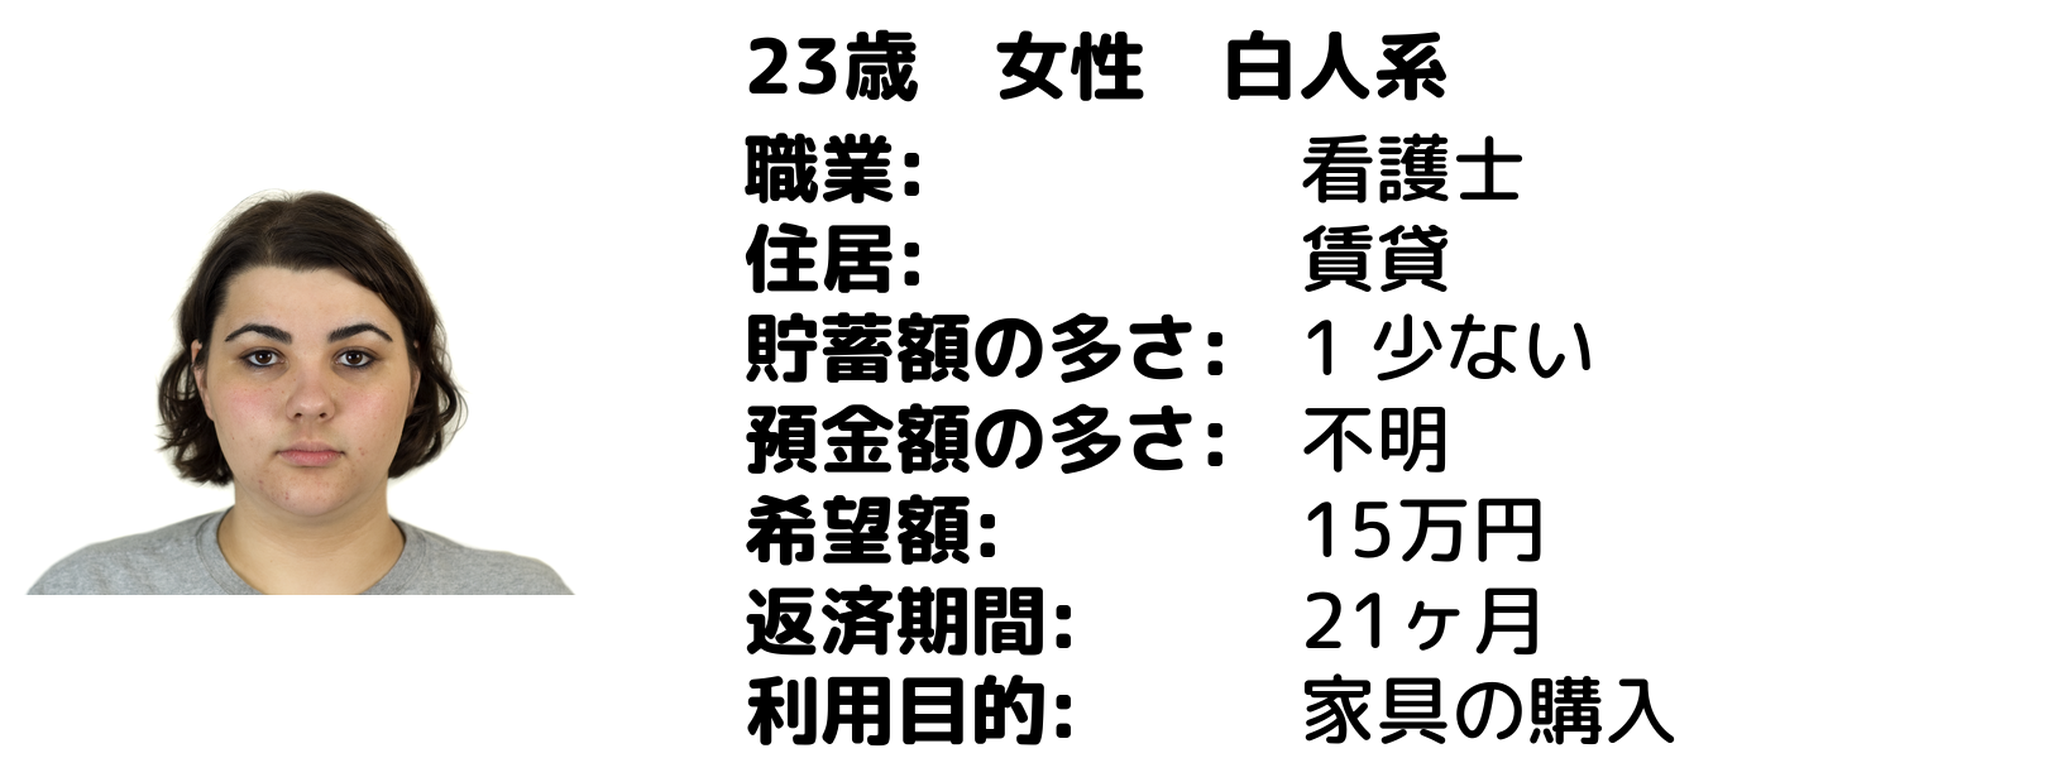 23歳　女性　白人系
職業:　看護士
住居:　賃貸
貯蓄額の多さ:　1 少ない
預金額の多さ:　不明
希望額:　15万円
返済期間:　21ヶ月
利用目的:　家具の購入